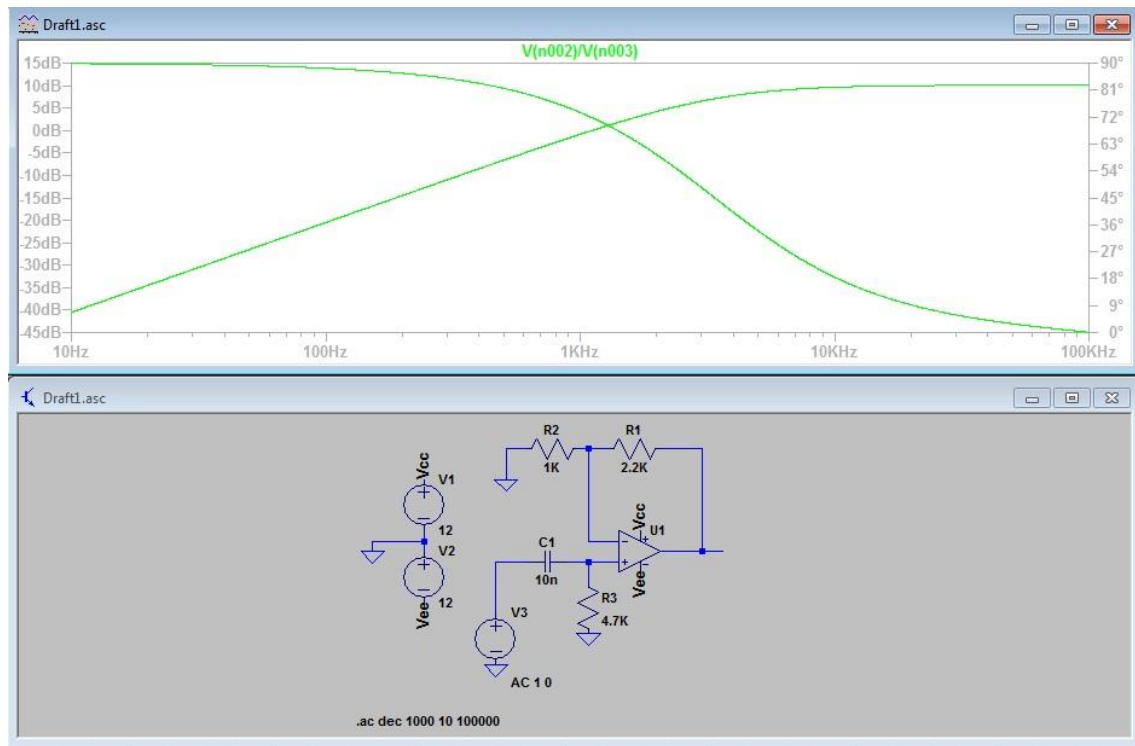 Draft1.asc
V(n002)/V(n003)
15dB
10dB
5dB
0dB
-5dB
-10dB
-15dB
-20dB
-25dB
-30dB
-35dB
-40dB
-45dB
90°
81°
72°
63°
54°
45°
36°
27°
18°
9°
0°
10Hz 100Hz 1KHz 10KHz 100KHz
Draft1.asc
R2 R1
1K 2.2K
Vcc
V1
12
V2
12
Vee
Vcc
U1
Vee
C1
10n
R3
4.7K
V3
AC 1 0
.ac dec 1000 10 100000